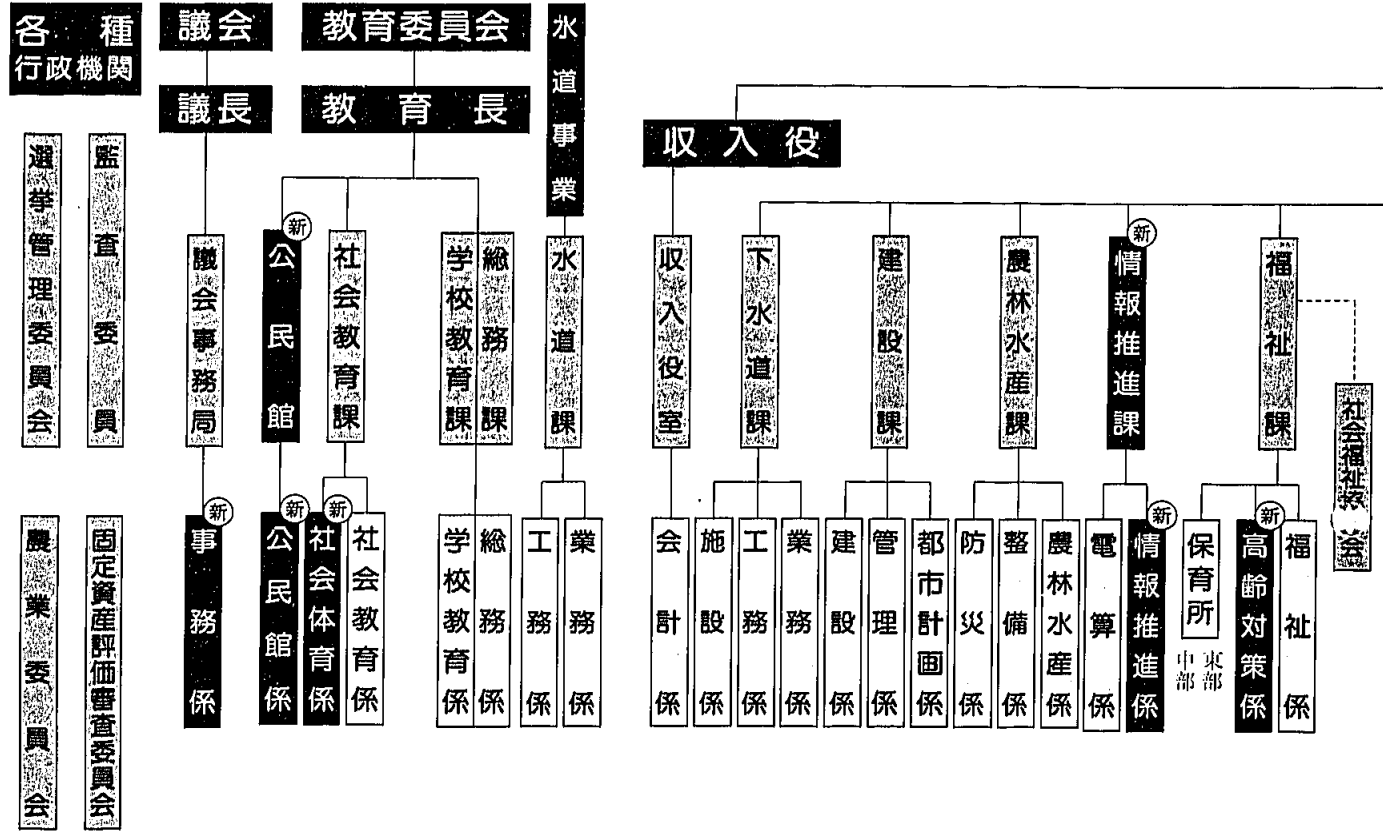 各種
行政機関
選挙管理委員会
監査委員
農業委員会
固定資産評価審査委員会
議会
議長
議会事務局
新
事務係
教育委員会
教育長
新
公民館
新
公民館係
社会教育課
新
社会体育係
社会教育係
学校教育課
総務課
学校教育係
総務係
水道事業
水道課
工務係
業務係
収入役
収入役室
会計係
下水道課
施設係
工務係
業務係
建設課
建設係
管理係
都市計画係
農林水産課
防災係
整備係
農林水産係
新
情報推進課
電算係
新
情報推進係
福祉課
保育所
東部
中部
新
高齢対策係
福祉係
社会福祉
会